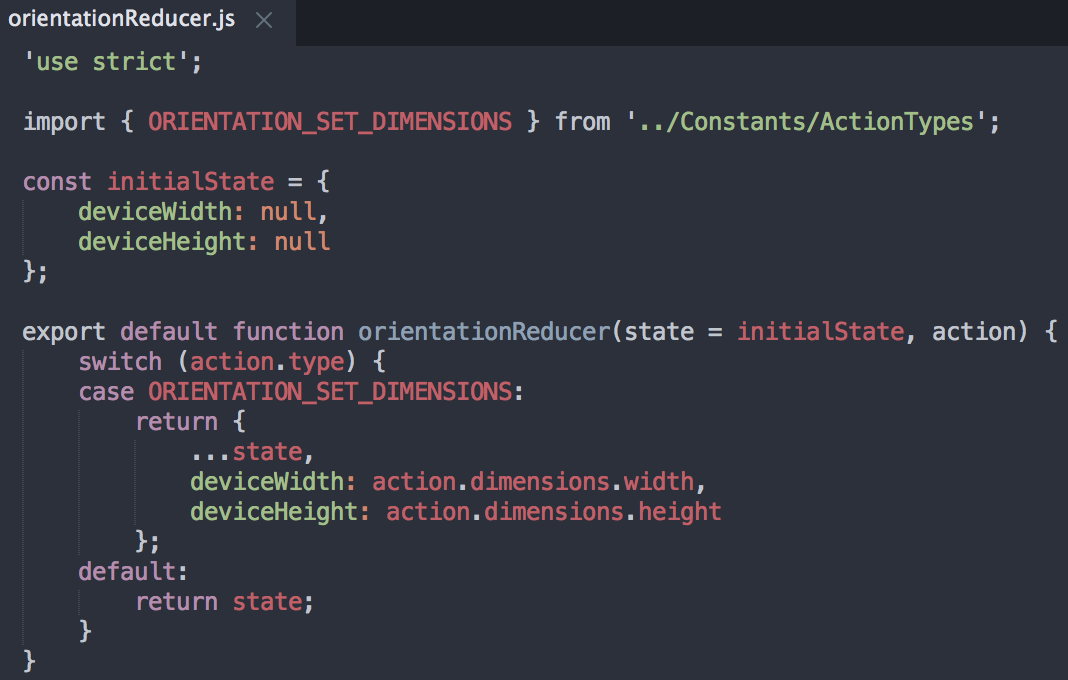 orientationReducer.js
'use strict';
import { ORIENTATION_SET_DIMENSIONS } from '../Constants/ActionTypes';
const initialState = {
    deviceWidth: null,
    deviceHeight: null
};
export default function orientationReducer(state = initialState, action) {
    switch (action.type) {
    case ORIENTATION_SET_DIMENSIONS:
        return {
            ...state,
            deviceWidth: action.dimensions.width,
            deviceHeight: action.dimensions.height
        };
    default:
        return state;
    }
}